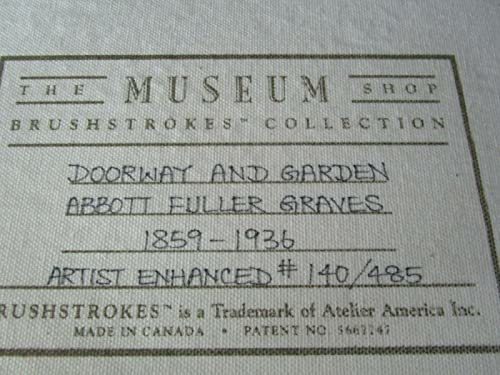 THE MUSEUM SHOP
BRUSHSTROKES™ COLLECTION
DOORWAY AND GARDEN
ABBOTT FULLER GRAVES
1859-1936
ARTIST ENHANCED # 140/485
RUSHSTROKES™ is a Trademark of Atelier America Inc.
MADE IN CANADA • PATENT NO. 5667747